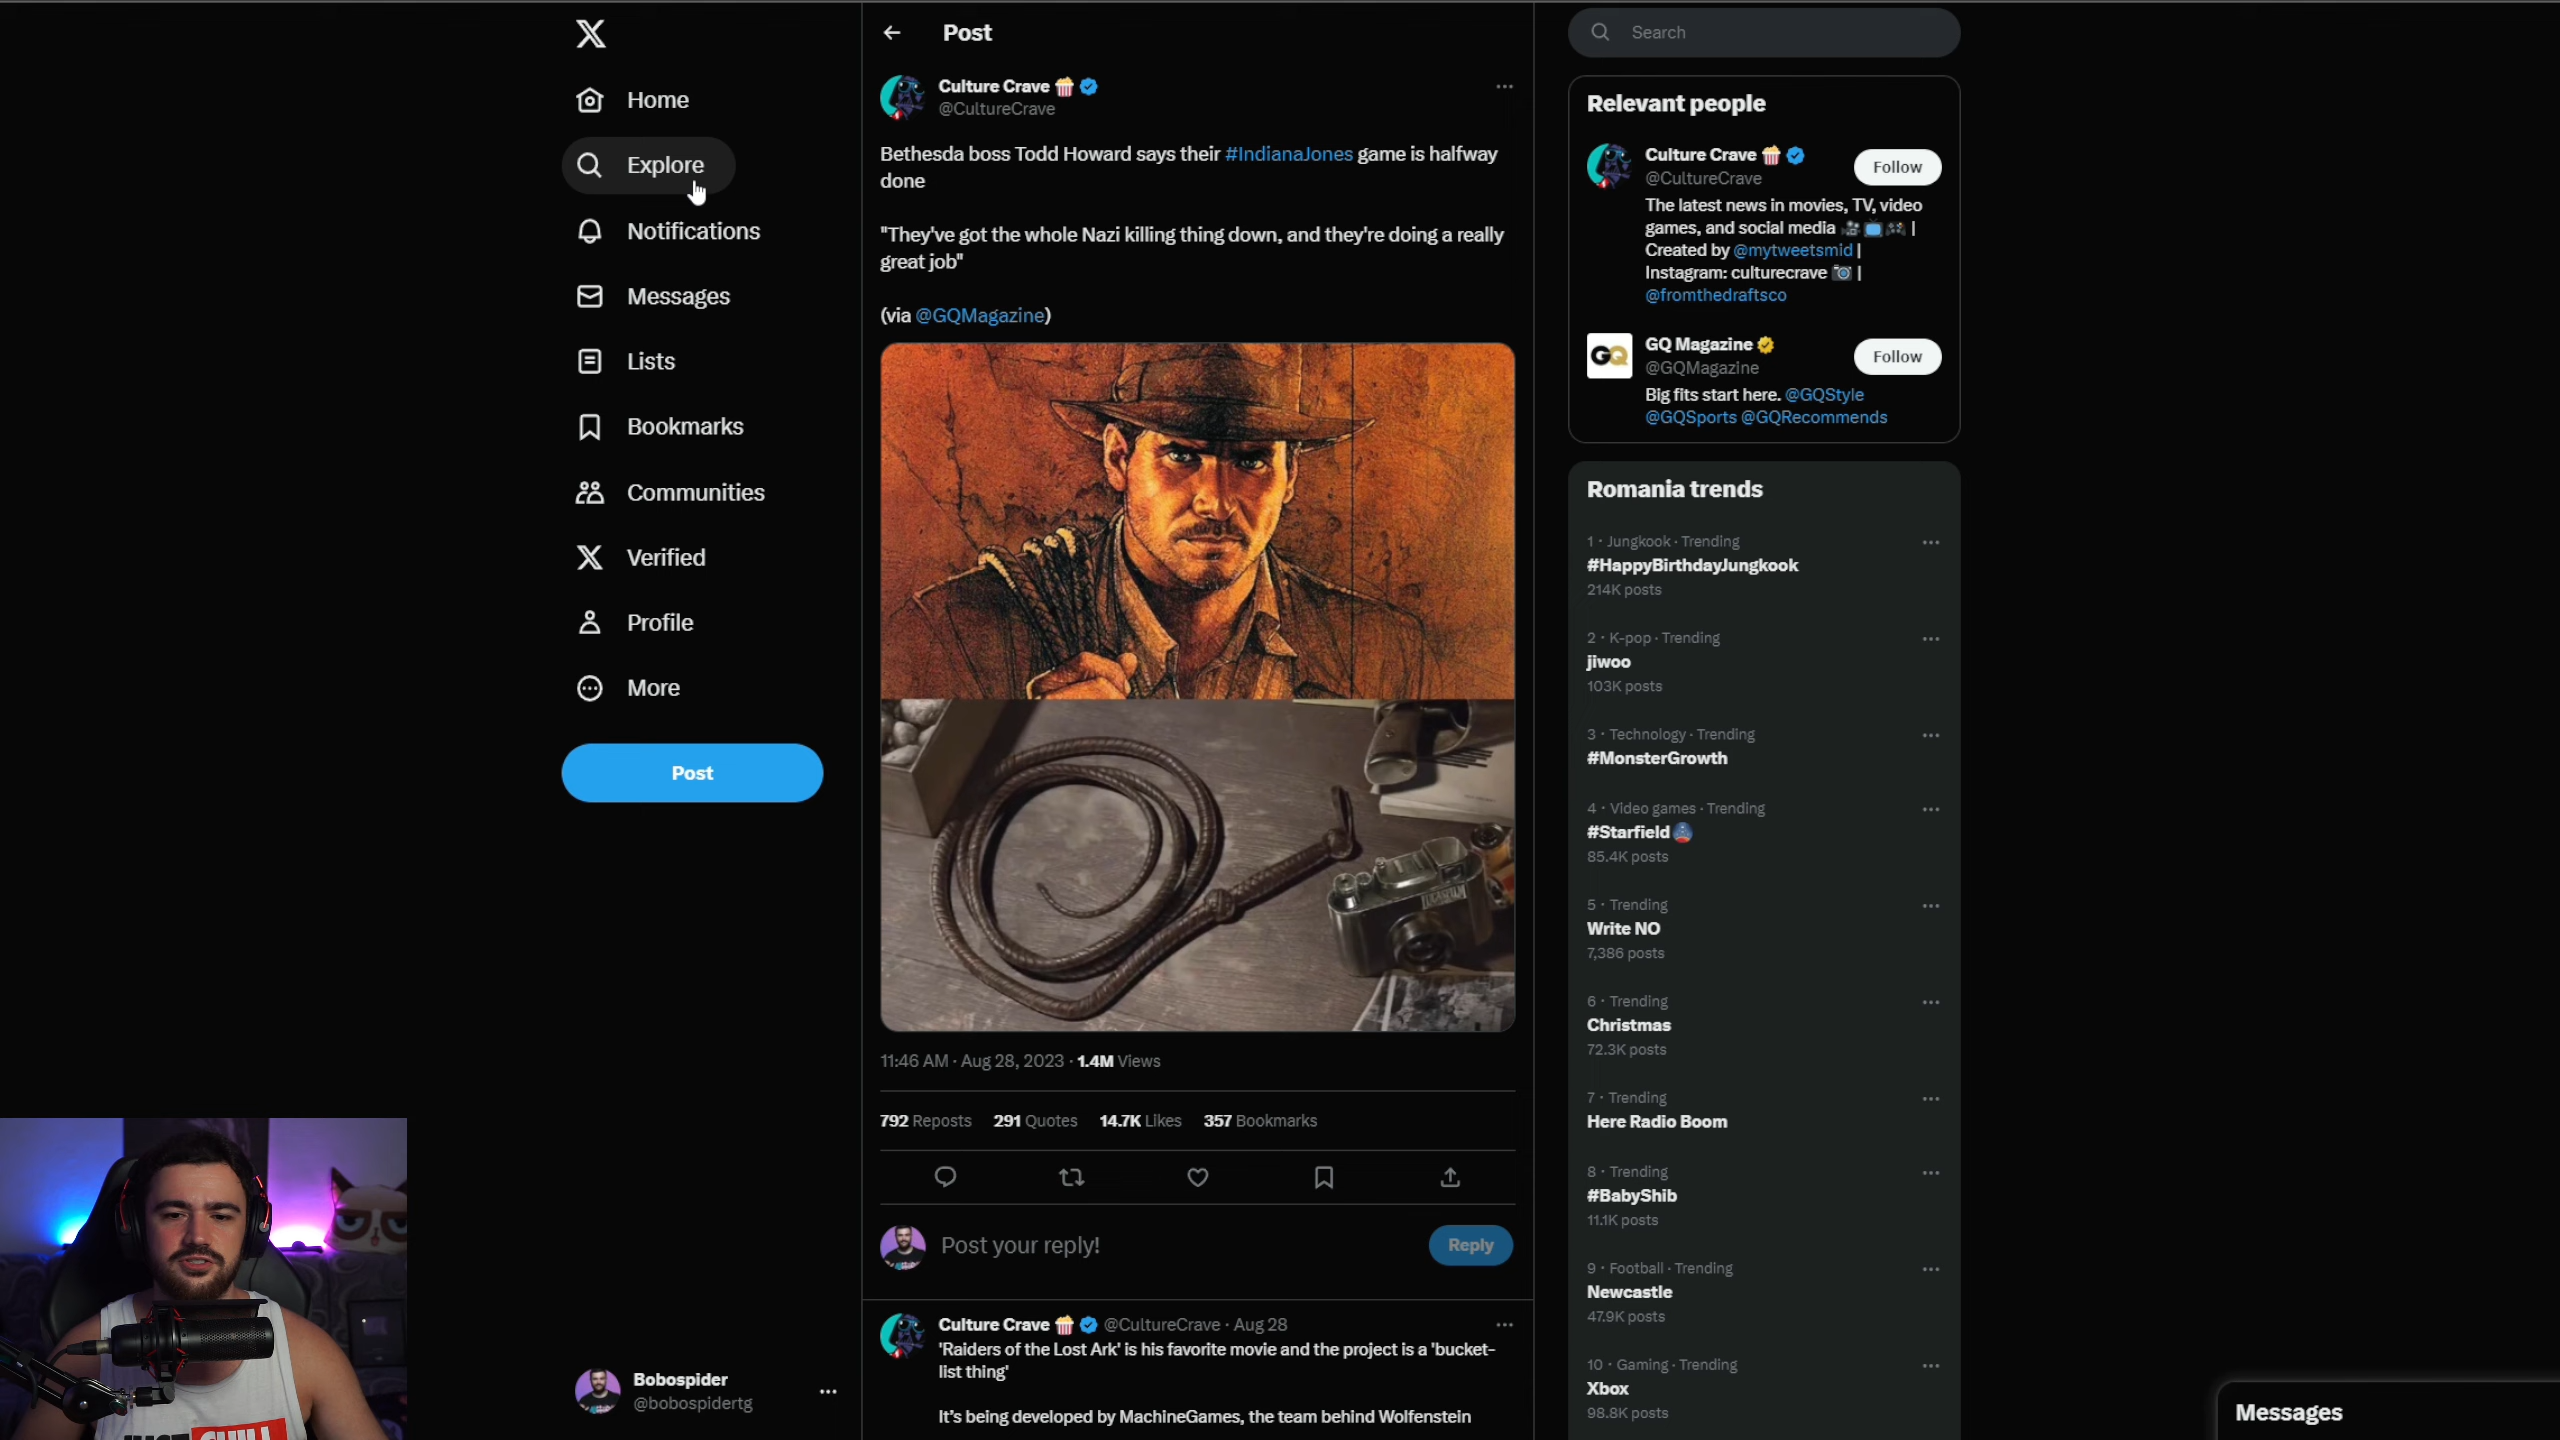 Home
Explore
Notifications
Messages
Lists
Bookmarks
Communities
Verified
Profile
More
Post
Bobospider
@bobospidertg
Post
Culture Crave
@CultureCrave
Bethesda boss Todd Howard says their #IndianaJones game is halfway
done
"They've got the whole Nazi killing thing down, and they're doing a really
great job"
(via @GQMagazine)
11:46 AM · Aug 28, 2023 · 1.4M Views
792 Reposts 291 Quotes 14.7K Likes 357 Bookmarks
Post your reply!
Reply
Culture Crave @CultureCrave · Aug 28
'Raiders of the Lost Ark' is his favorite movie and the project is a 'bucket-
list thing'
It's being developed by MachineGames, the team behind Wolfenstein
Search
Relevant people
Culture Crave
@CultureCrave
Follow
The latest news in movies, TV, video
games, and social media |
Created by @mytweetsmid |
Instagram: culturecrave |
@fromthedraftsco
GQ
GQ Magazine
@GQMagazine
Follow
Big fits start here. @GQStyle
@GQSports @GQRecommends
Romania trends
1 · Jungkook · Trending
#HappyBirthdayJungkook
214K posts
2 · K-pop · Trending
jiwoo
103K posts
3 · Technology · Trending
#MonsterGrowth
4 · Video games · Trending
#Starfield
85.4K posts
5 · Trending
Write NO
7,386 posts
6 · Trending
Christmas
72.3K posts
7 · Trending
Here Radio Boom
8 · Trending
#BabyShib
11.1K posts
9 · Football · Trending
Newcastle
47.9K posts
10 · Gaming · Trending
Xbox
98.8K posts
Messages